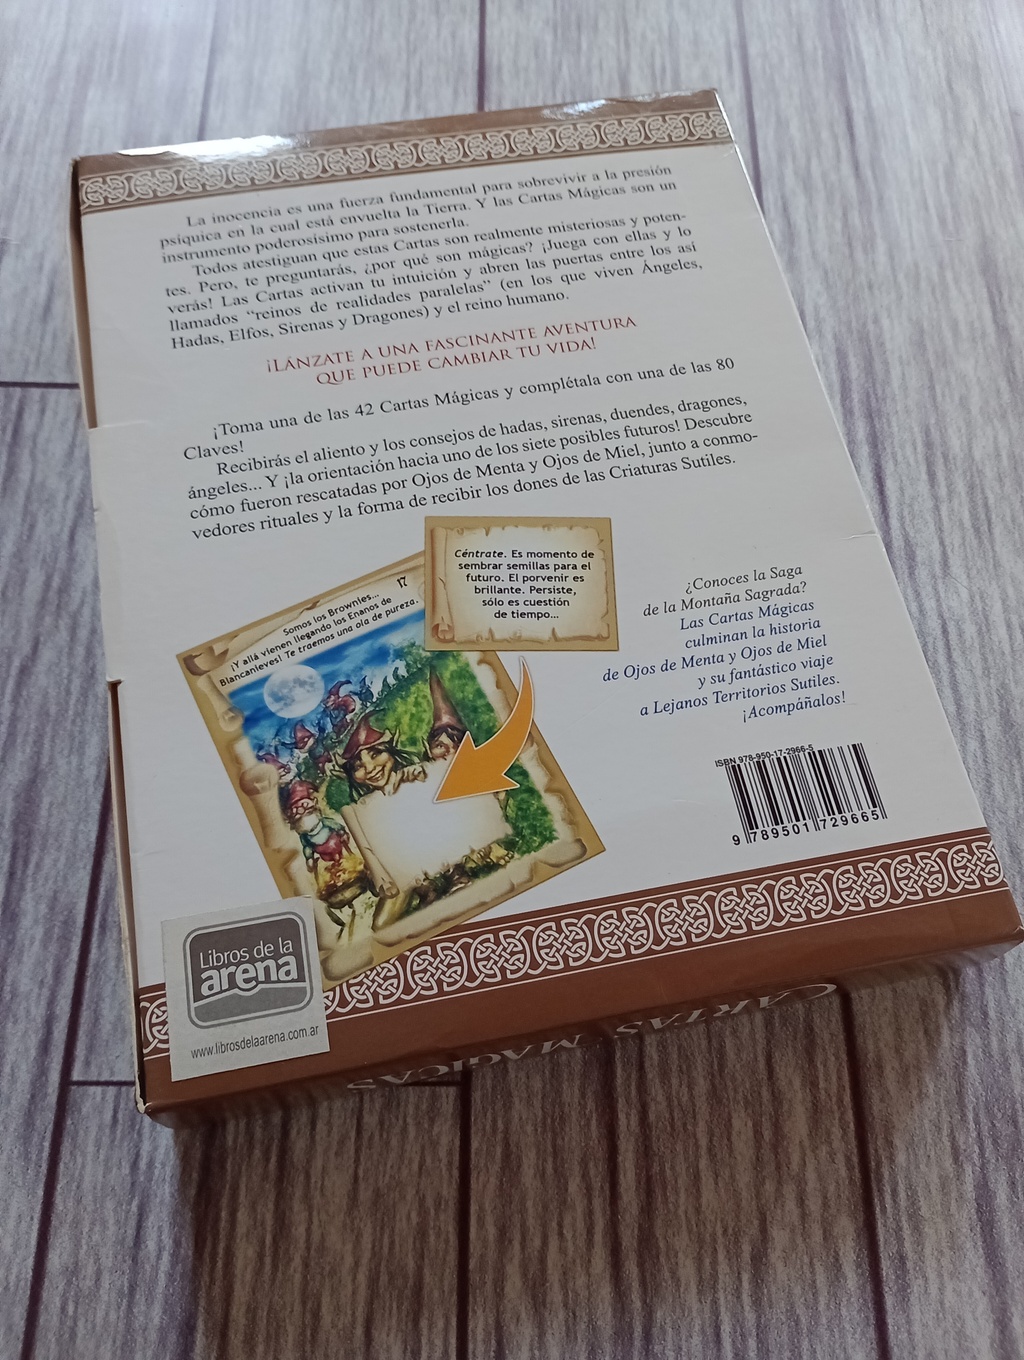 La inocencia es una fuerza fundamental para sobrevivir a la presión
psíquica en la cual está envuelta la Tierra. Y las Cartas Mágicas son un
instrumento poderosísimo para sostenerla.
Todos atestiguan que estas Cartas son realmente misteriosas y poten-
tes. Pero, te preguntarás, ¿por qué son mágicas? ¡Juega con ellas y lo
verás! Las Cartas activan tu intuición y abren las puertas entre los así
llamados “reinos de realidades paralelas” (en los que viven Ángeles,
Hadas, Elfos, Sirenas y Dragones) y el reino humano.
¡LÁNZATE A UNA FASCINANTE AVENTURA
QUE PUEDE CAMBIAR TU VIDA!
¡Toma una de las 42 Cartas Mágicas y complétala con una de las 80
Claves!
Recibirás el aliento y los consejos de hadas, sirenas, duendes, dragones,
ángeles... Y ¡la orientación hacia uno de los siete posibles futuros! Descubre
cómo fueron rescatadas por Ojos de Menta y Ojos de Miel, junto a conmo-
vedores rituales y la forma de recibir los dones de las Criaturas Sutiles.
Céntrate. Es momento de
sembrar semillas para el
futuro. El porvenir es
brillante. Persiste,
sólo es cuestión
de tiempo...
17
Somos los Brownies...
¡Y allá vienen llegando los Enanos de
Blancanieves! Te traemos una ola de pureza.
¿Conoces la Saga
de la Montaña Sagrada?
Las Cartas Mágicas
culminan la historia
de Ojos de Menta y Ojos de Miel
y su fantástico viaje
a Lejanos Territorios Sutiles.
¡Acompáñalos!
ISBN 978-950-17-2966-5
9 789501 729665
Libros de la
arena
www.librosdelaarena.com.ar
CARTAS MÁGICAS